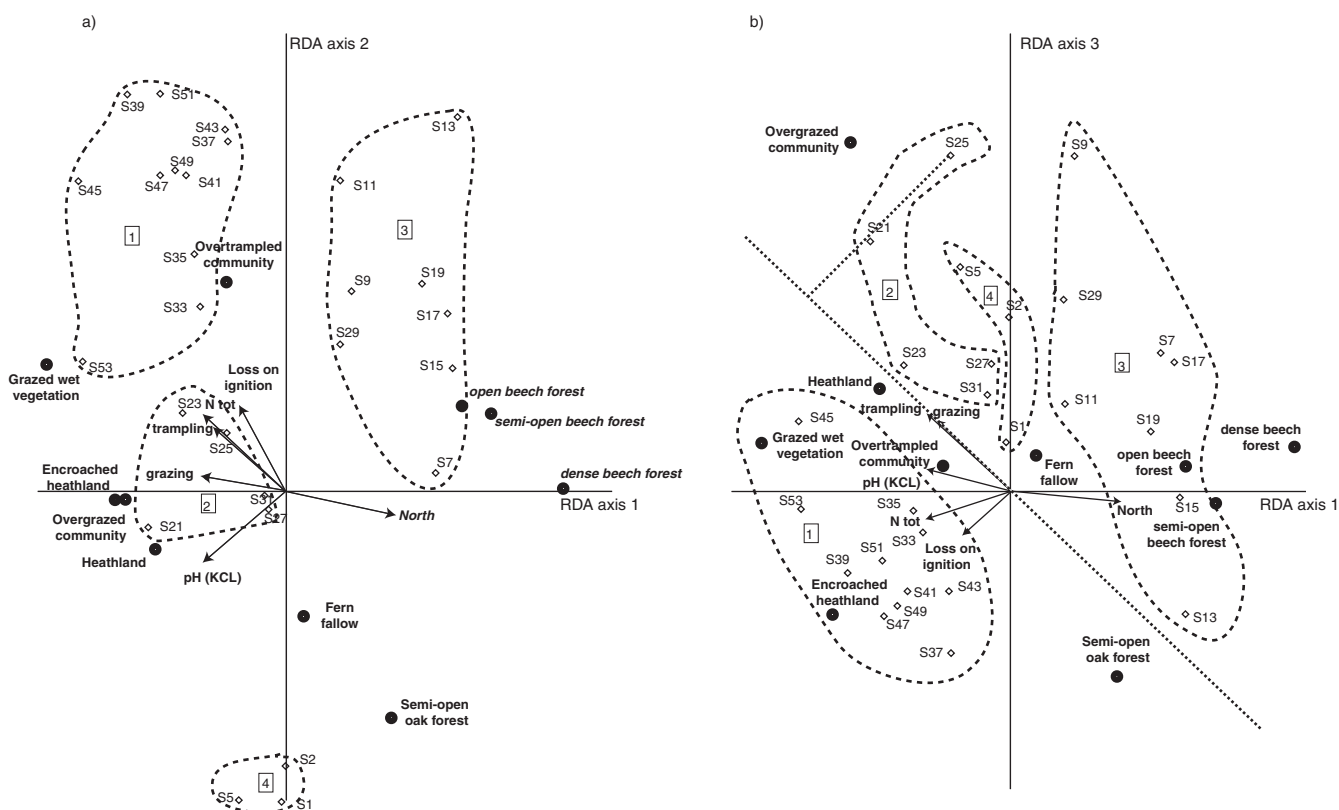 a)
RDA axis 2
S39
S51
S43
S37
S49
S47
S41
S45
1
S35
Overtrampled
community
S33
S53
Grazed wet
vegetation
S13
S11
3
S9
S19
S29
S17
S15
open beech forest
semi-open beech forest
S7
dense beech forest
Loss on
ignition
N tot
S23
trampling
S25
grazing
Encroached
heathland
S31
2
S27
Overgrazed
community
S21
Heathland
pH (KCL)
North
RDA axis 1
Fern
fallow
Semi-open
oak forest
S2
4
S5
S1
b)
RDA axis 3
Overgrazed
community
S25
S9
S21
S5
2
4
S2
S29
S7
S17
3
S23
S27
Heathland
S31
S11
trampling
grazing
S45
S19
S1
dense beech
forest
Grazed wet
vegetation
Overtrampled
community
Fern
fallow
open beech
forest
pH (KCL)
RDA axis 1
North
S15
S53
S35
semi-open
beech forest
1
N tot
S33
Loss on
ignition
S51
S39
Encroached
heathland
S41
S43
S49
S47
S13
S37
Semi-open
oak forest